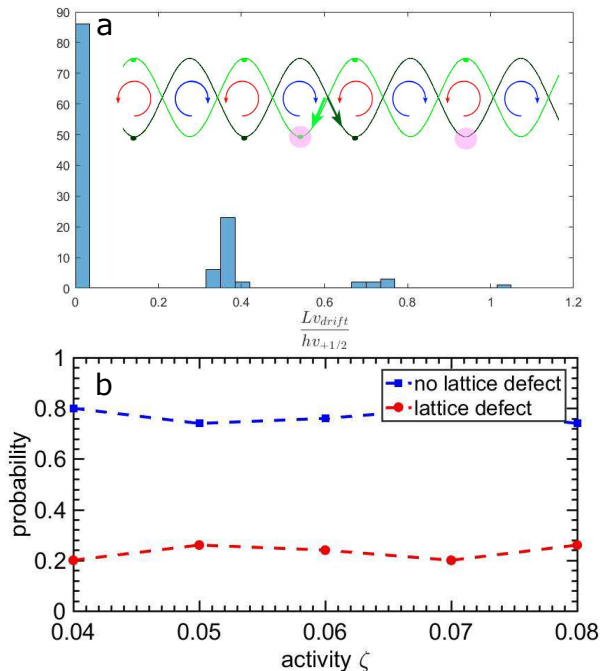 a
90
80
70
60
50
40
30
20
10
0
0 0.2 0.4 0.6 0.8 1 1.2
Lv_drift
hv_+1/2
b
1
0.8
0.6
0.4
0.2
0
probability
no lattice defect
lattice defect
0.04 0.05 0.06 0.07 0.08
activity ζ